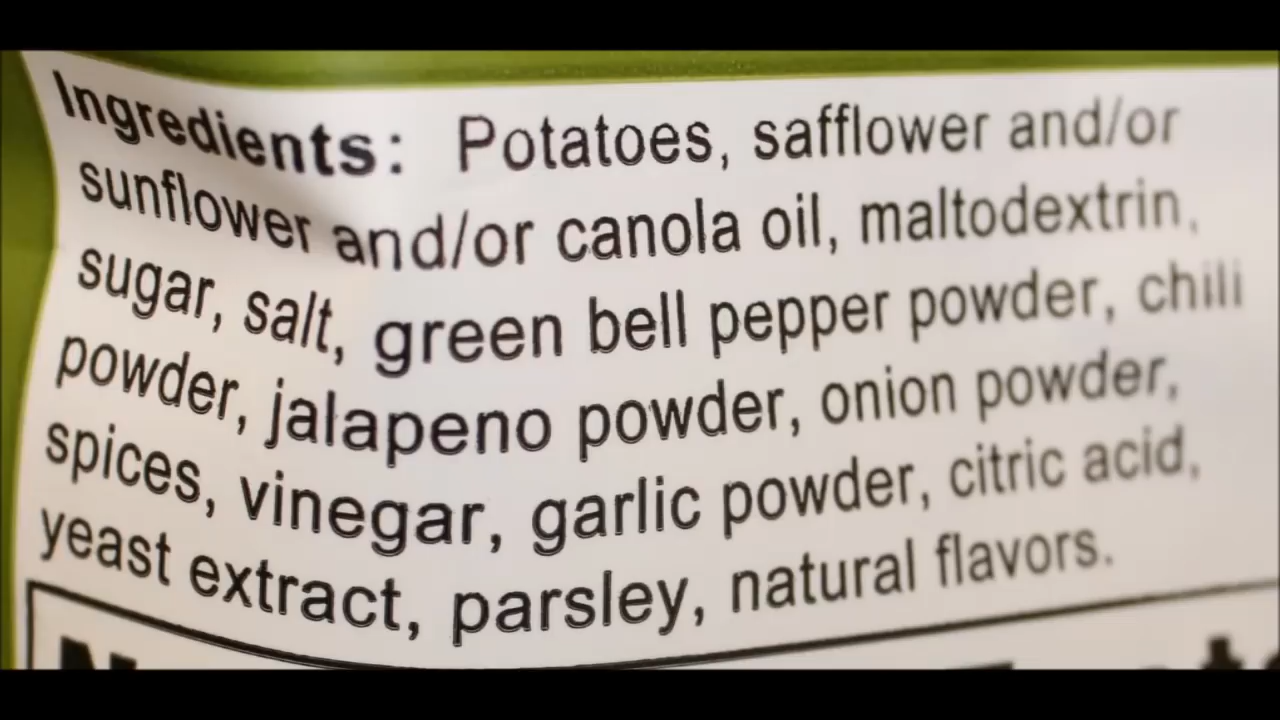 Ingredients: Potatoes, safflower and/or
sunflower and/or canola oil, maltodextrin,
sugar, salt, green bell pepper powder, chili
powder, jalapeno powder, onion powder,
spices, vinegar, garlic powder, citric acid,
yeast extract, parsley, natural flavors.